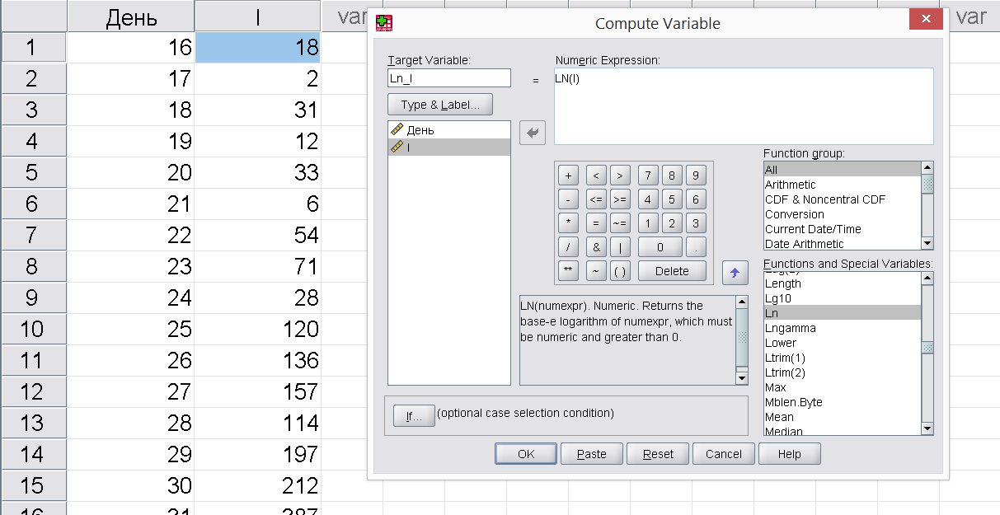 День I var var
1 16 18
2 17 2
3 18 31
4 19 12
5 20 33
6 21 6
7 22 54
8 23 71
9 24 28
10 25 120
11 26 136
12 27 157
13 28 114
14 29 197
15 30 212
16 31 387
Compute Variable
Target Variable:
Ln_I
=
Numeric Expression:
LN(I)
Type & Label...
День
I
+ < > 7 8 9
- <= >= 4 5 6
* = ~= 1 2 3
/ & | 0 .
** ~ ( ) Delete
LN(numexpr). Numeric. Returns the
base-e logarithm of numexpr, which must
be numeric and greater than 0.
Function group:
All
Arithmetic
CDF & Noncentral CDF
Conversion
Current Date/Time
Date Arithmetic
Functions and Special Variables:
Length
Lg10
Ln
Lngamma
Lower
Ltrim(1)
Ltrim(2)
Max
Mblen.Byte
Mean
Median
If... (optional case selection condition)
OK Paste Reset Cancel Help